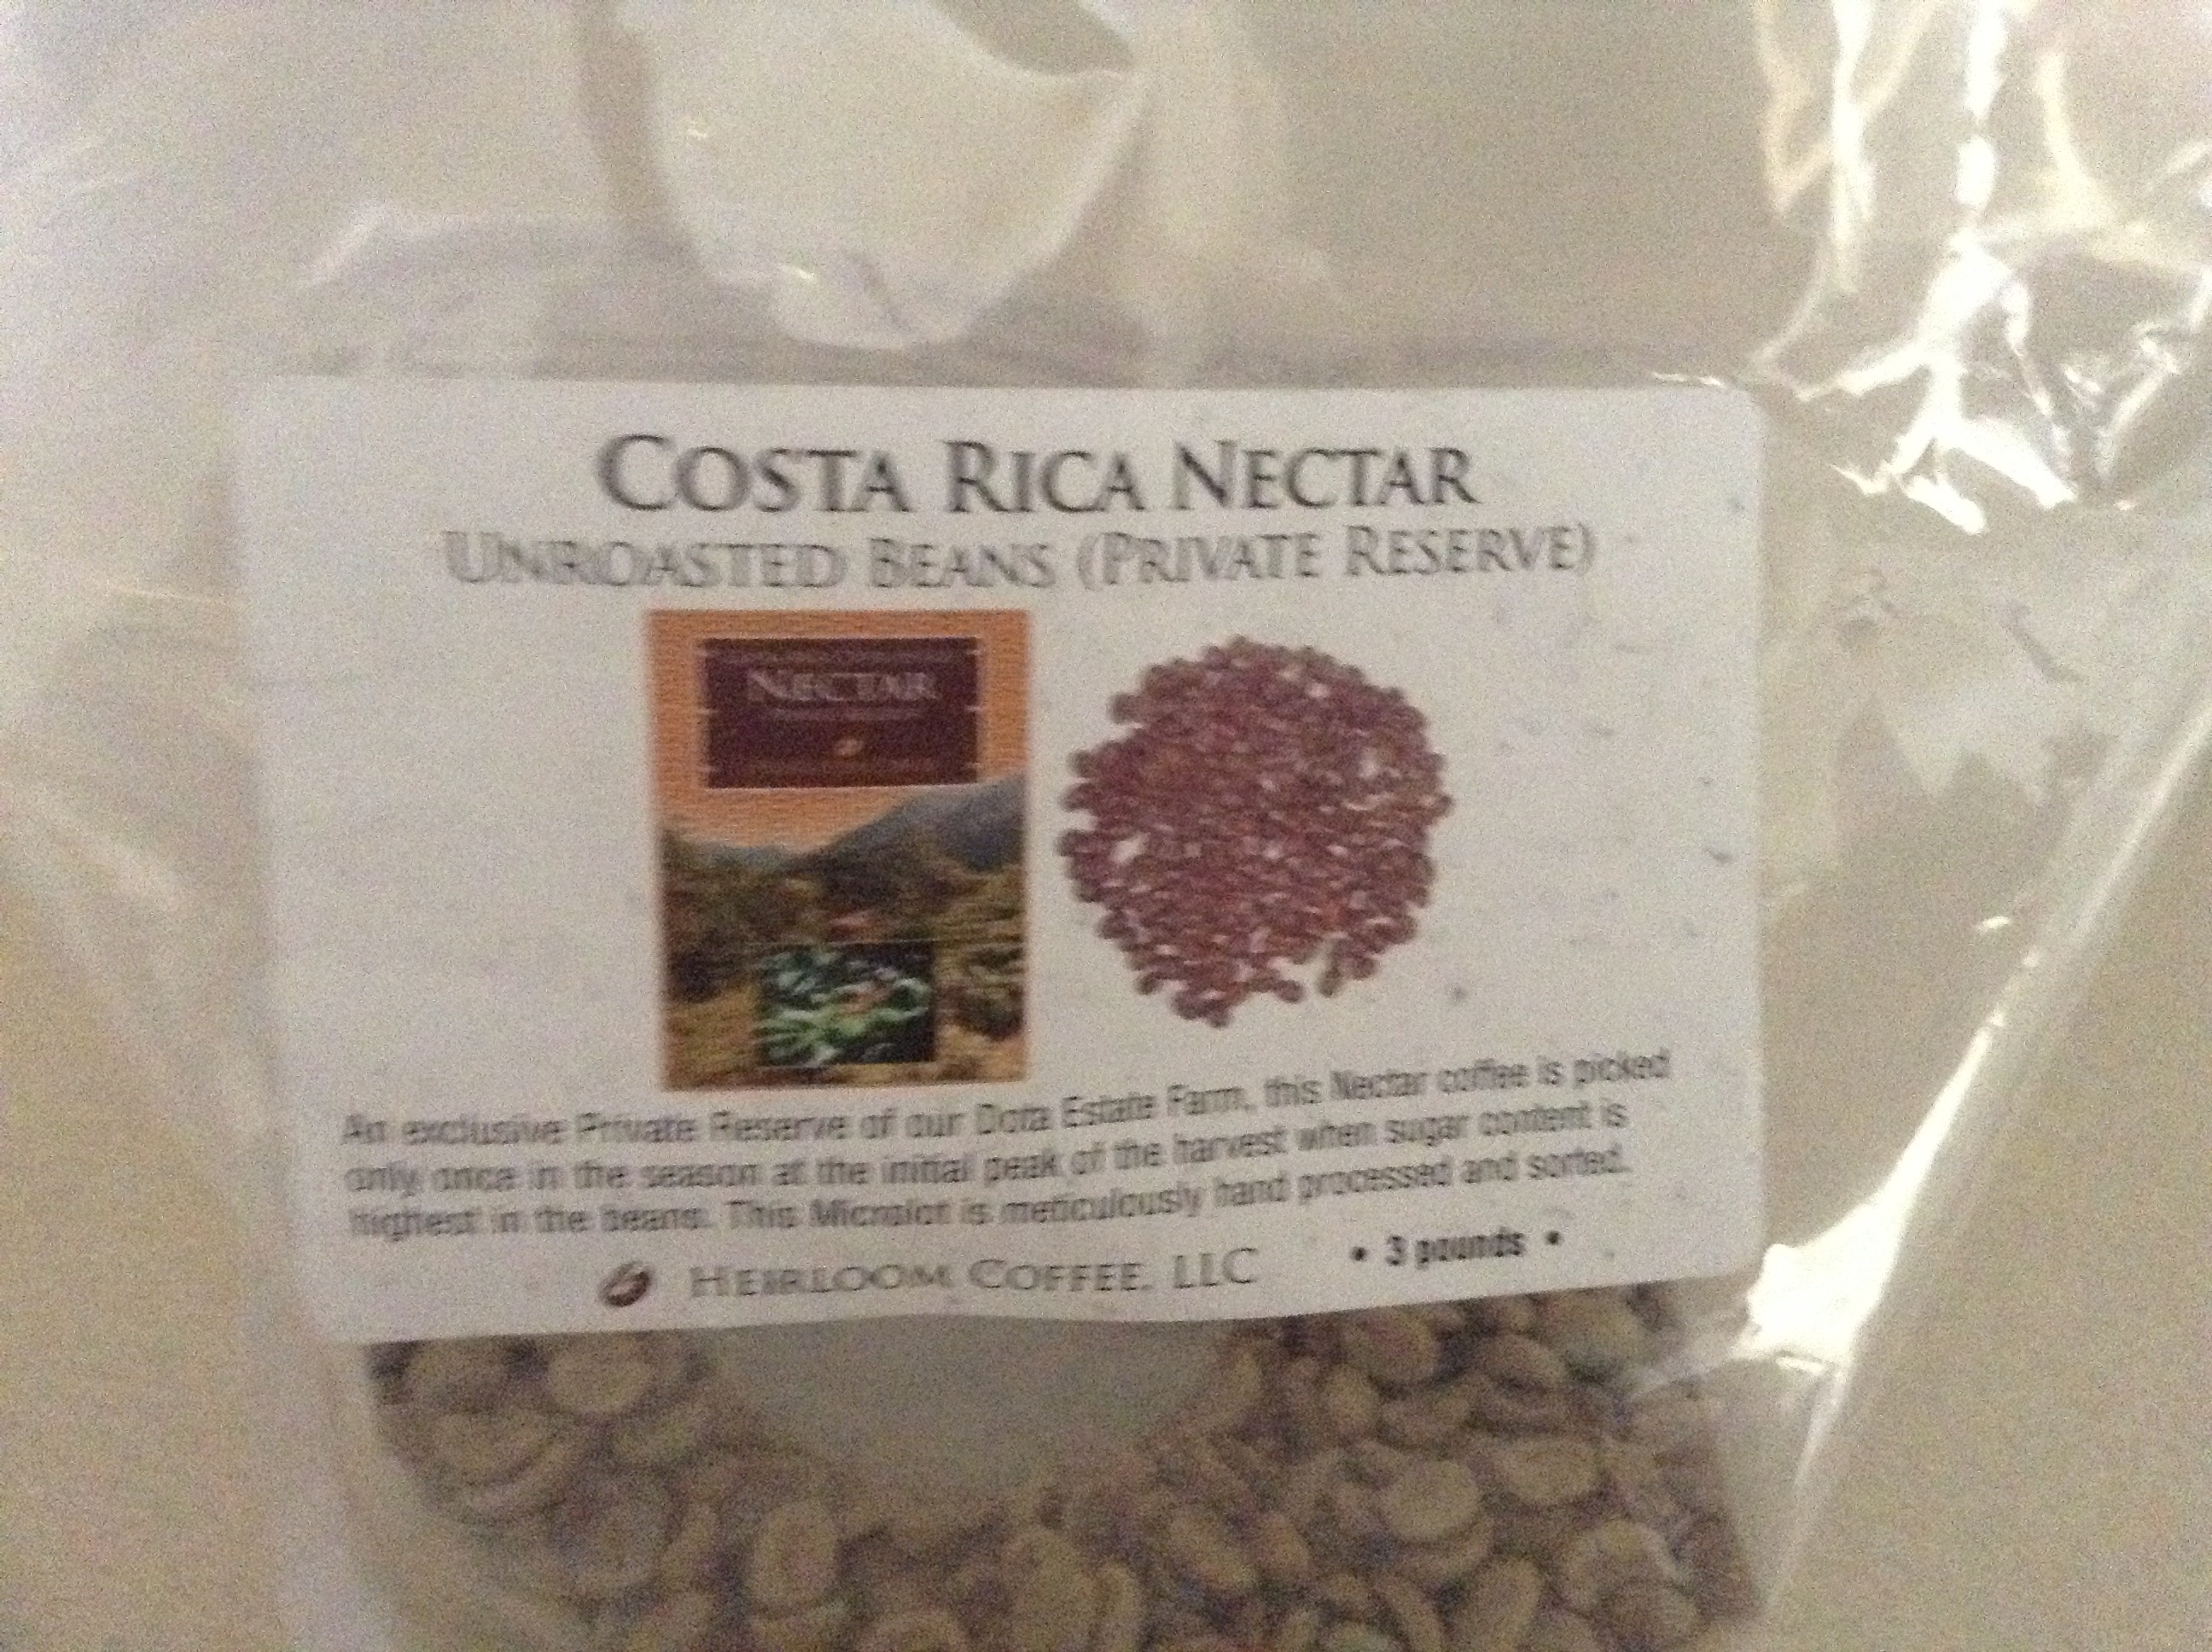 COSTA RICA NECTAR
UNROASTED BEANS (PRIVATE RESERVE)
NECTAR
An exclusive Private Reserve of our Dota Estate Farm, this Nectar coffee is picked
only once in the season at the initial peak of the harvest when sugar content is
highest in the beans. This Microlot is meticulously hand processed and sorted.
HEIRLOOM COFFEE, LLC • 3 pounds •